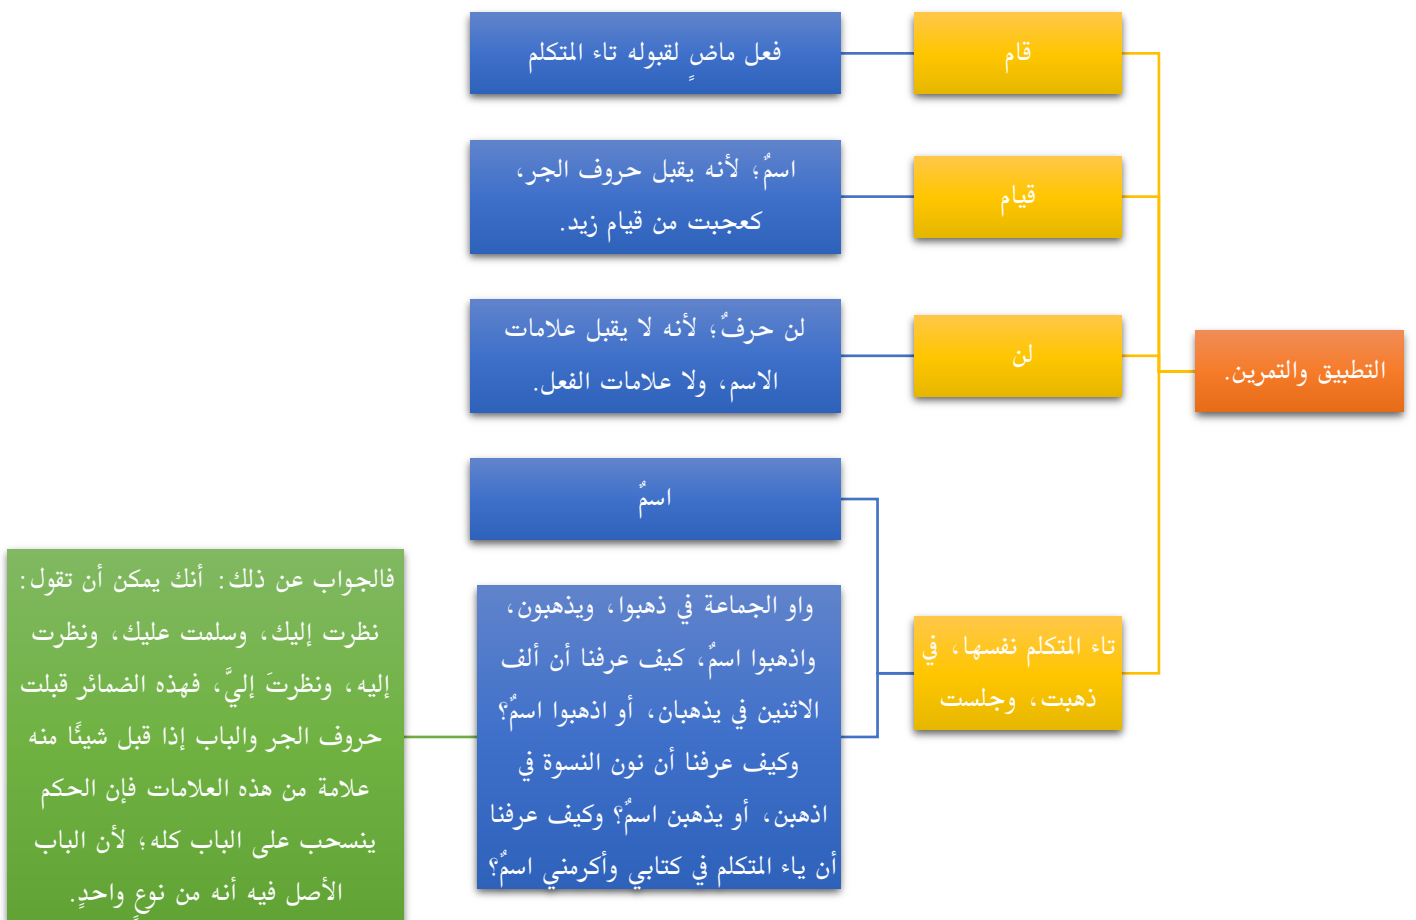 التطبيق والتمرين.
قام
فعل ماضٍ لقبوله تاء المتكلم
قيام
اسمٌ؛ لأنه يقبل حروف الجر،
كعجبت من قيام زيد.
لن
لن حرفٌ؛ لأنه لا يقبل علامات
الاسم، ولا علامات الفعل.
تاء المتكلم نفسها، في
ذهبت، وجلست
اسمٌ
واو الجماعة في ذهبوا، ويذهبون،
واذهبوا اسمٌ، كيف عرفنا أن ألف
الاثنين في يذهبان، أو اذهبوا اسمٌ؟
وكيف عرفنا أن نون النسوة في
اذهبن، أو يذهبن اسمٌ؟ وكيف عرفنا
أن ياء المتكلم في كتابي وأكرمني اسمٌ؟
فالجواب عن ذلك: أنك يمكن أن تقول:
نظرت إليك، وسلمت عليك، ونظرت
إليه، ونظرتَ إليَّ، فهذه الضمائر قبلت
حروف الجر والباب إذا قبل شيئًا منه
علامة من هذه العلامات فإن الحكم
ينسحب على الباب كله؛ لأن الباب
الأصل فيه أنه من نوعٍ واحدٍ.